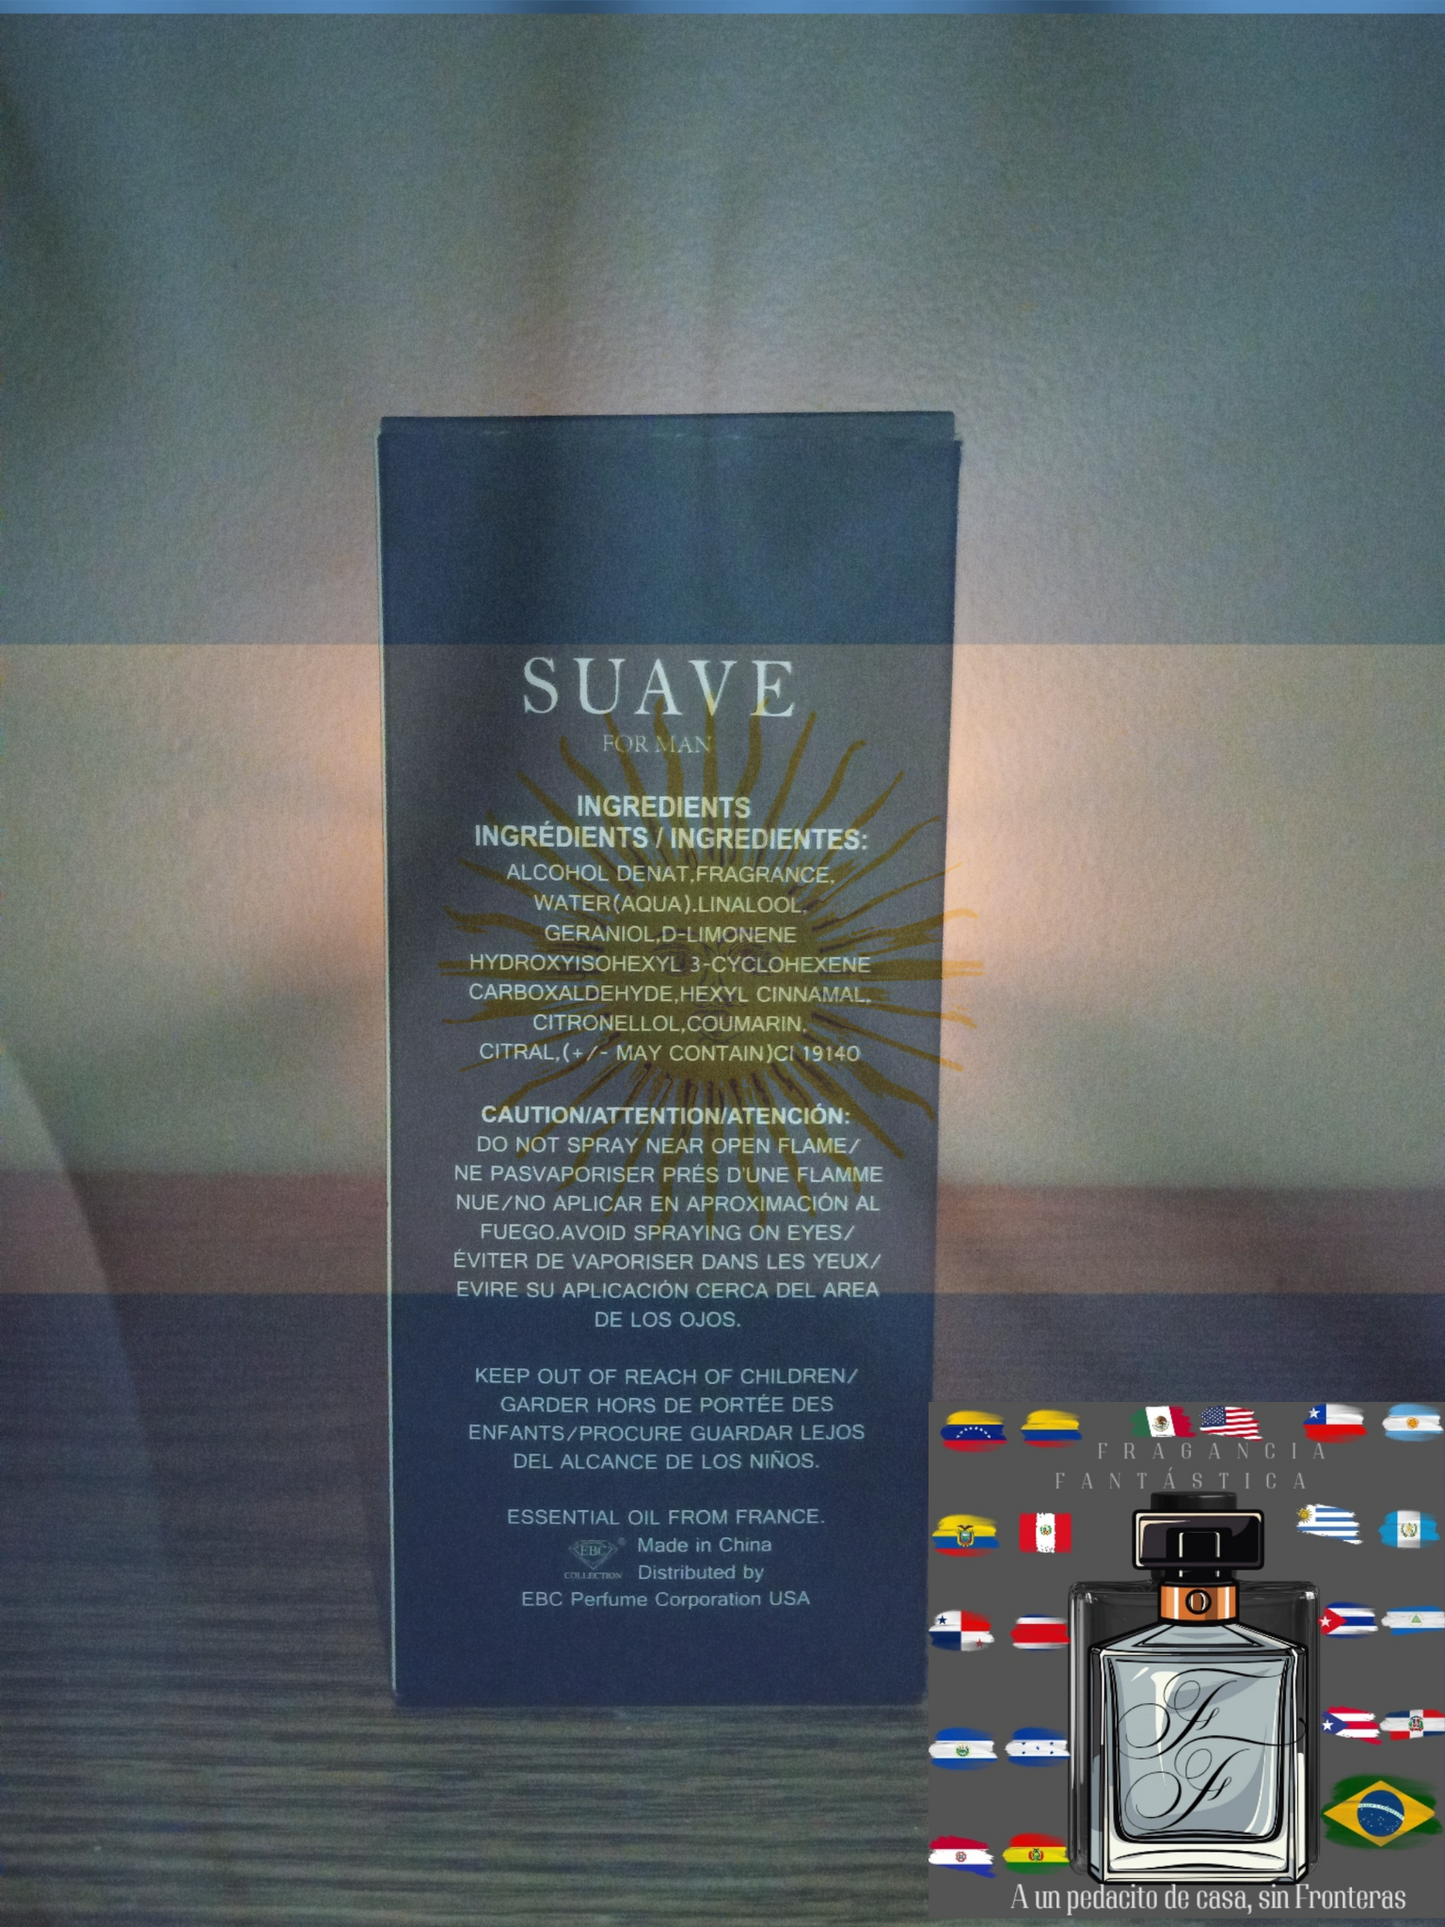 SUAVE
FOR MAN
INGREDIENTS
INGRÉDIENTS / INGREDIENTES:
ALCOHOL DENAT,FRAGRANCE,
WATER(AQUA).LINALOOL,
GERANIOL,D-LIMONENE
HYDROXYISOHEXYL 3-CYCLOHEXENE
CARBOXALDEHYDE,HEXYL CINNAMAL,
CITRONELLOL,COUMARIN,
CITRAL,(+/- MAY CONTAIN)CI 19140
CAUTION/ATTENTION/ATENCIÓN:
DO NOT SPRAY NEAR OPEN FLAME/
NE PASVAPORISER PRÉS D'UNE FLAMME
NUE/NO APLICAR EN APROXIMACIÓN AL
FUEGO.AVOID SPRAYING ON EYES/
ÉVITER DE VAPORISER DANS LES YEUX/
EVIRE SU APLICACIÓN CERCA DEL AREA
DE LOS OJOS.
KEEP OUT OF REACH OF CHILDREN/
GARDER HORS DE PORTÉE DES
ENFANTS/PROCURE GUARDAR LEJOS
DEL ALCANCE DE LOS NIÑOS.
ESSENTIAL OIL FROM FRANCE.
EBC®
COLLECTION
Made in China
Distributed by
EBC Perfume Corporation USA
FRAGANCIA
FANTÁSTICA
F
F
A un pedacito de casa, sin Fronteras